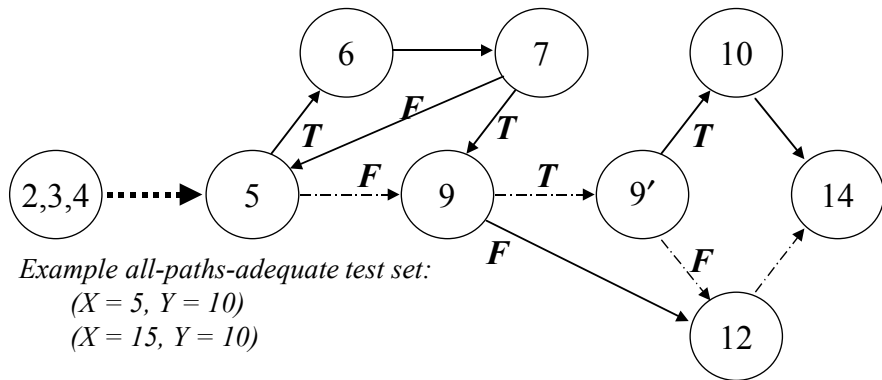 6
7
10
F
T
T
T
2,3,4
5
F
9
T
9′
14
F
F
Example all-paths-adequate test set:
(X = 5, Y = 10)
(X = 15, Y = 10)
12